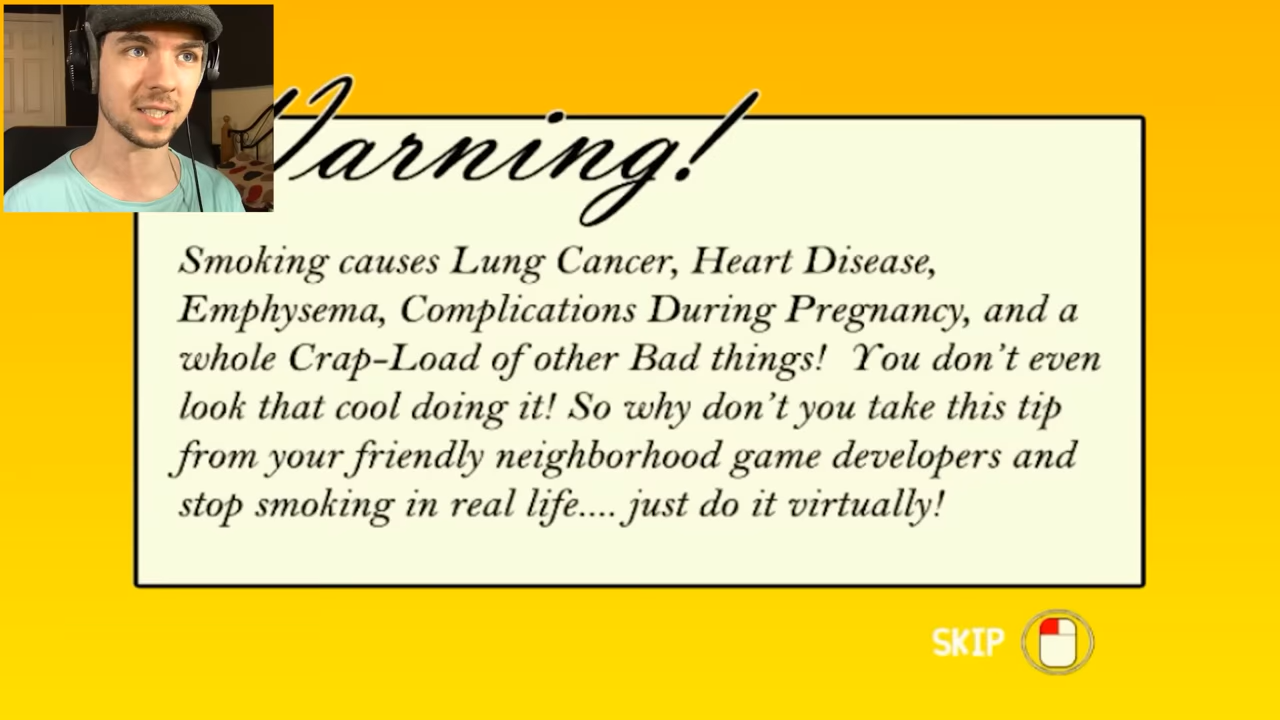 Warning!
Smoking causes Lung Cancer, Heart Disease,
Emphysema, Complications During Pregnancy, and a
whole Crap-Load of other Bad things!  You don't even
look that cool doing it! So why don't you take this tip
from your friendly neighborhood game developers and
stop smoking in real life.... just do it virtually!
SKIP